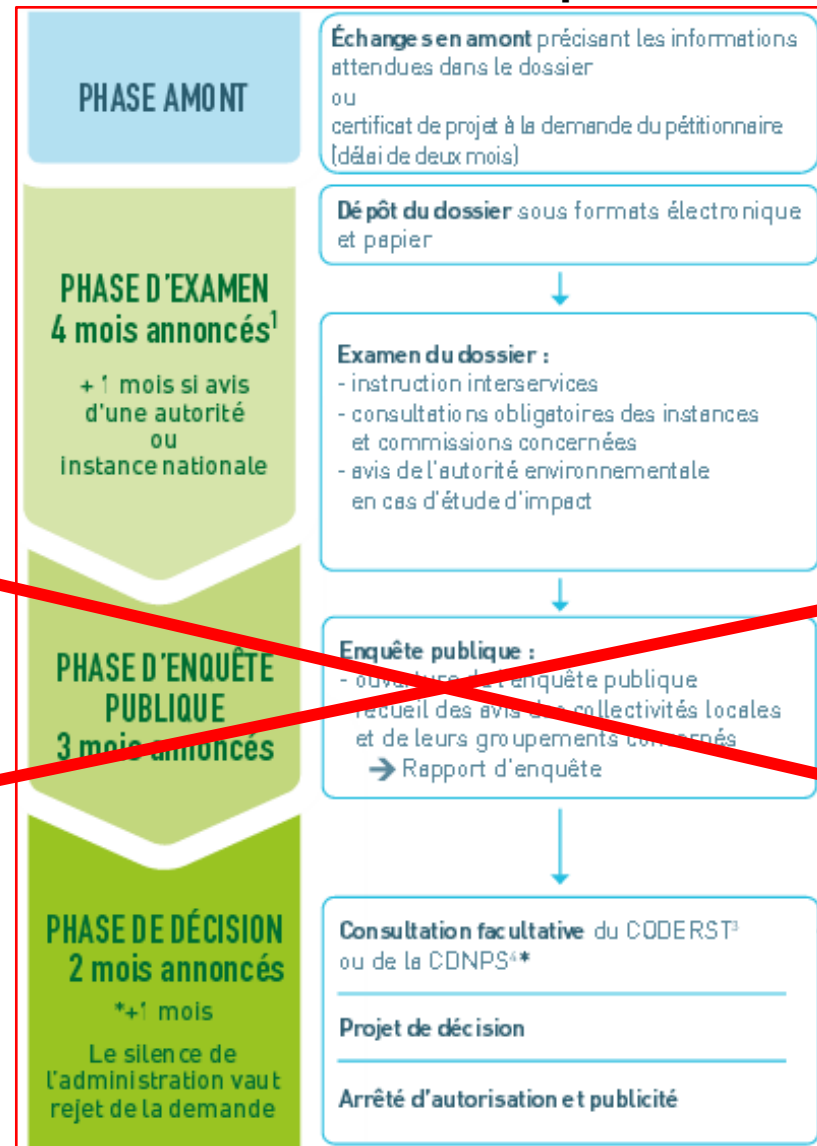 PHASE AMONT
Échanges en amont précisant les informations
attendues dans le dossier
ou
certificat de projet à la demande du pétitionnaire
(délai de deux mois)
PHASE D'EXAMEN
4 mois annoncés¹
+ 1 mois si avis
d'une autorité
ou
instance nationale
Dépôt du dossier sous formats électronique
et papier
Examen du dossier :
- instruction interservices
- consultations obligatoires des instances
et commissions concernées
- avis de l'autorité environnementale
en cas d'étude d'impact
PHASE D'ENQUÊTE
PUBLIQUE
3 mois annoncés
Enquête publique :
- ouverture de l'enquête publique
recueil des avis des collectivités locales
et de leurs groupements concernés
→ Rapport d'enquête
PHASE DE DÉCISION
2 mois annoncés
*+1 mois
Le silence de
l'administration vaut
rejet de la demande
Consultation facultative du CODERST³
ou de la CDNPS⁴*
Projet de décision
Arrêté d'autorisation et publicité